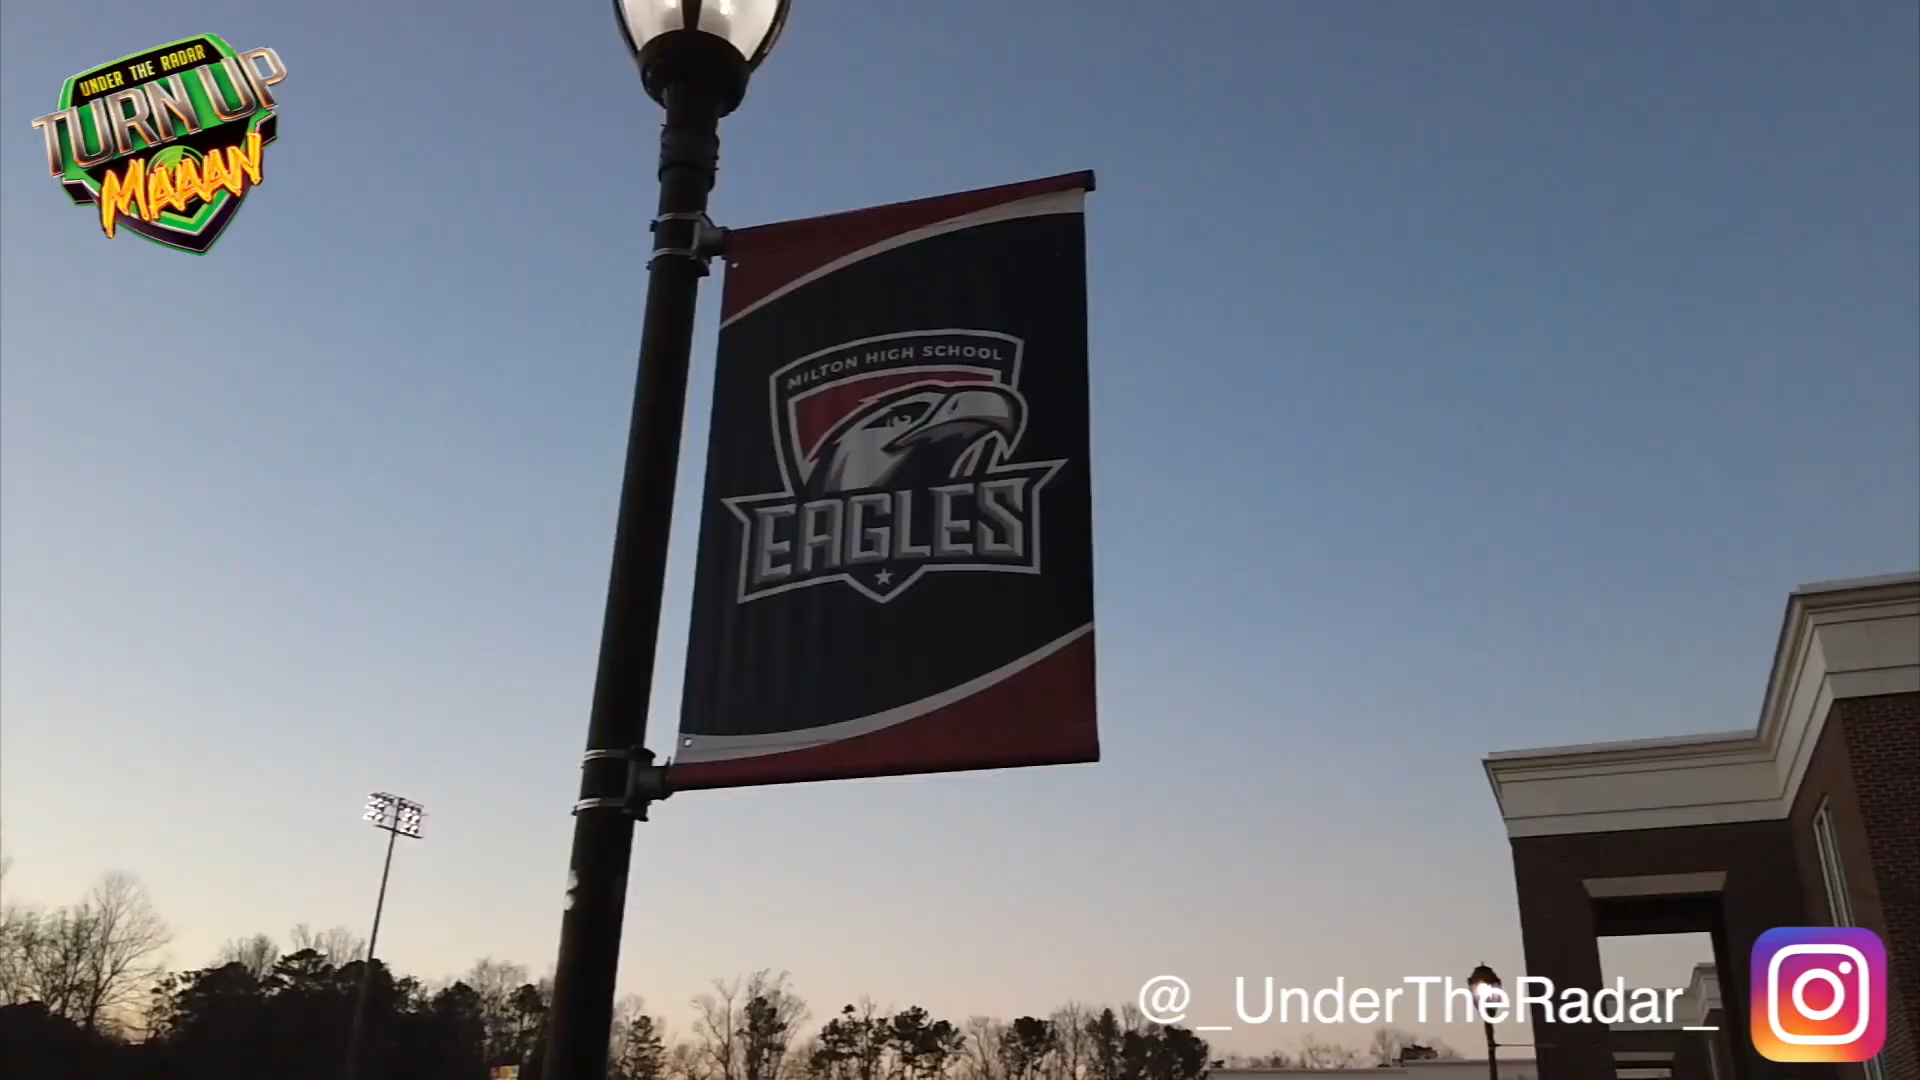 UNDER THE RADAR
TURN UP
MAAAN
MILTON HIGH SCHOOL
EAGLES
@_UnderTheRadar_